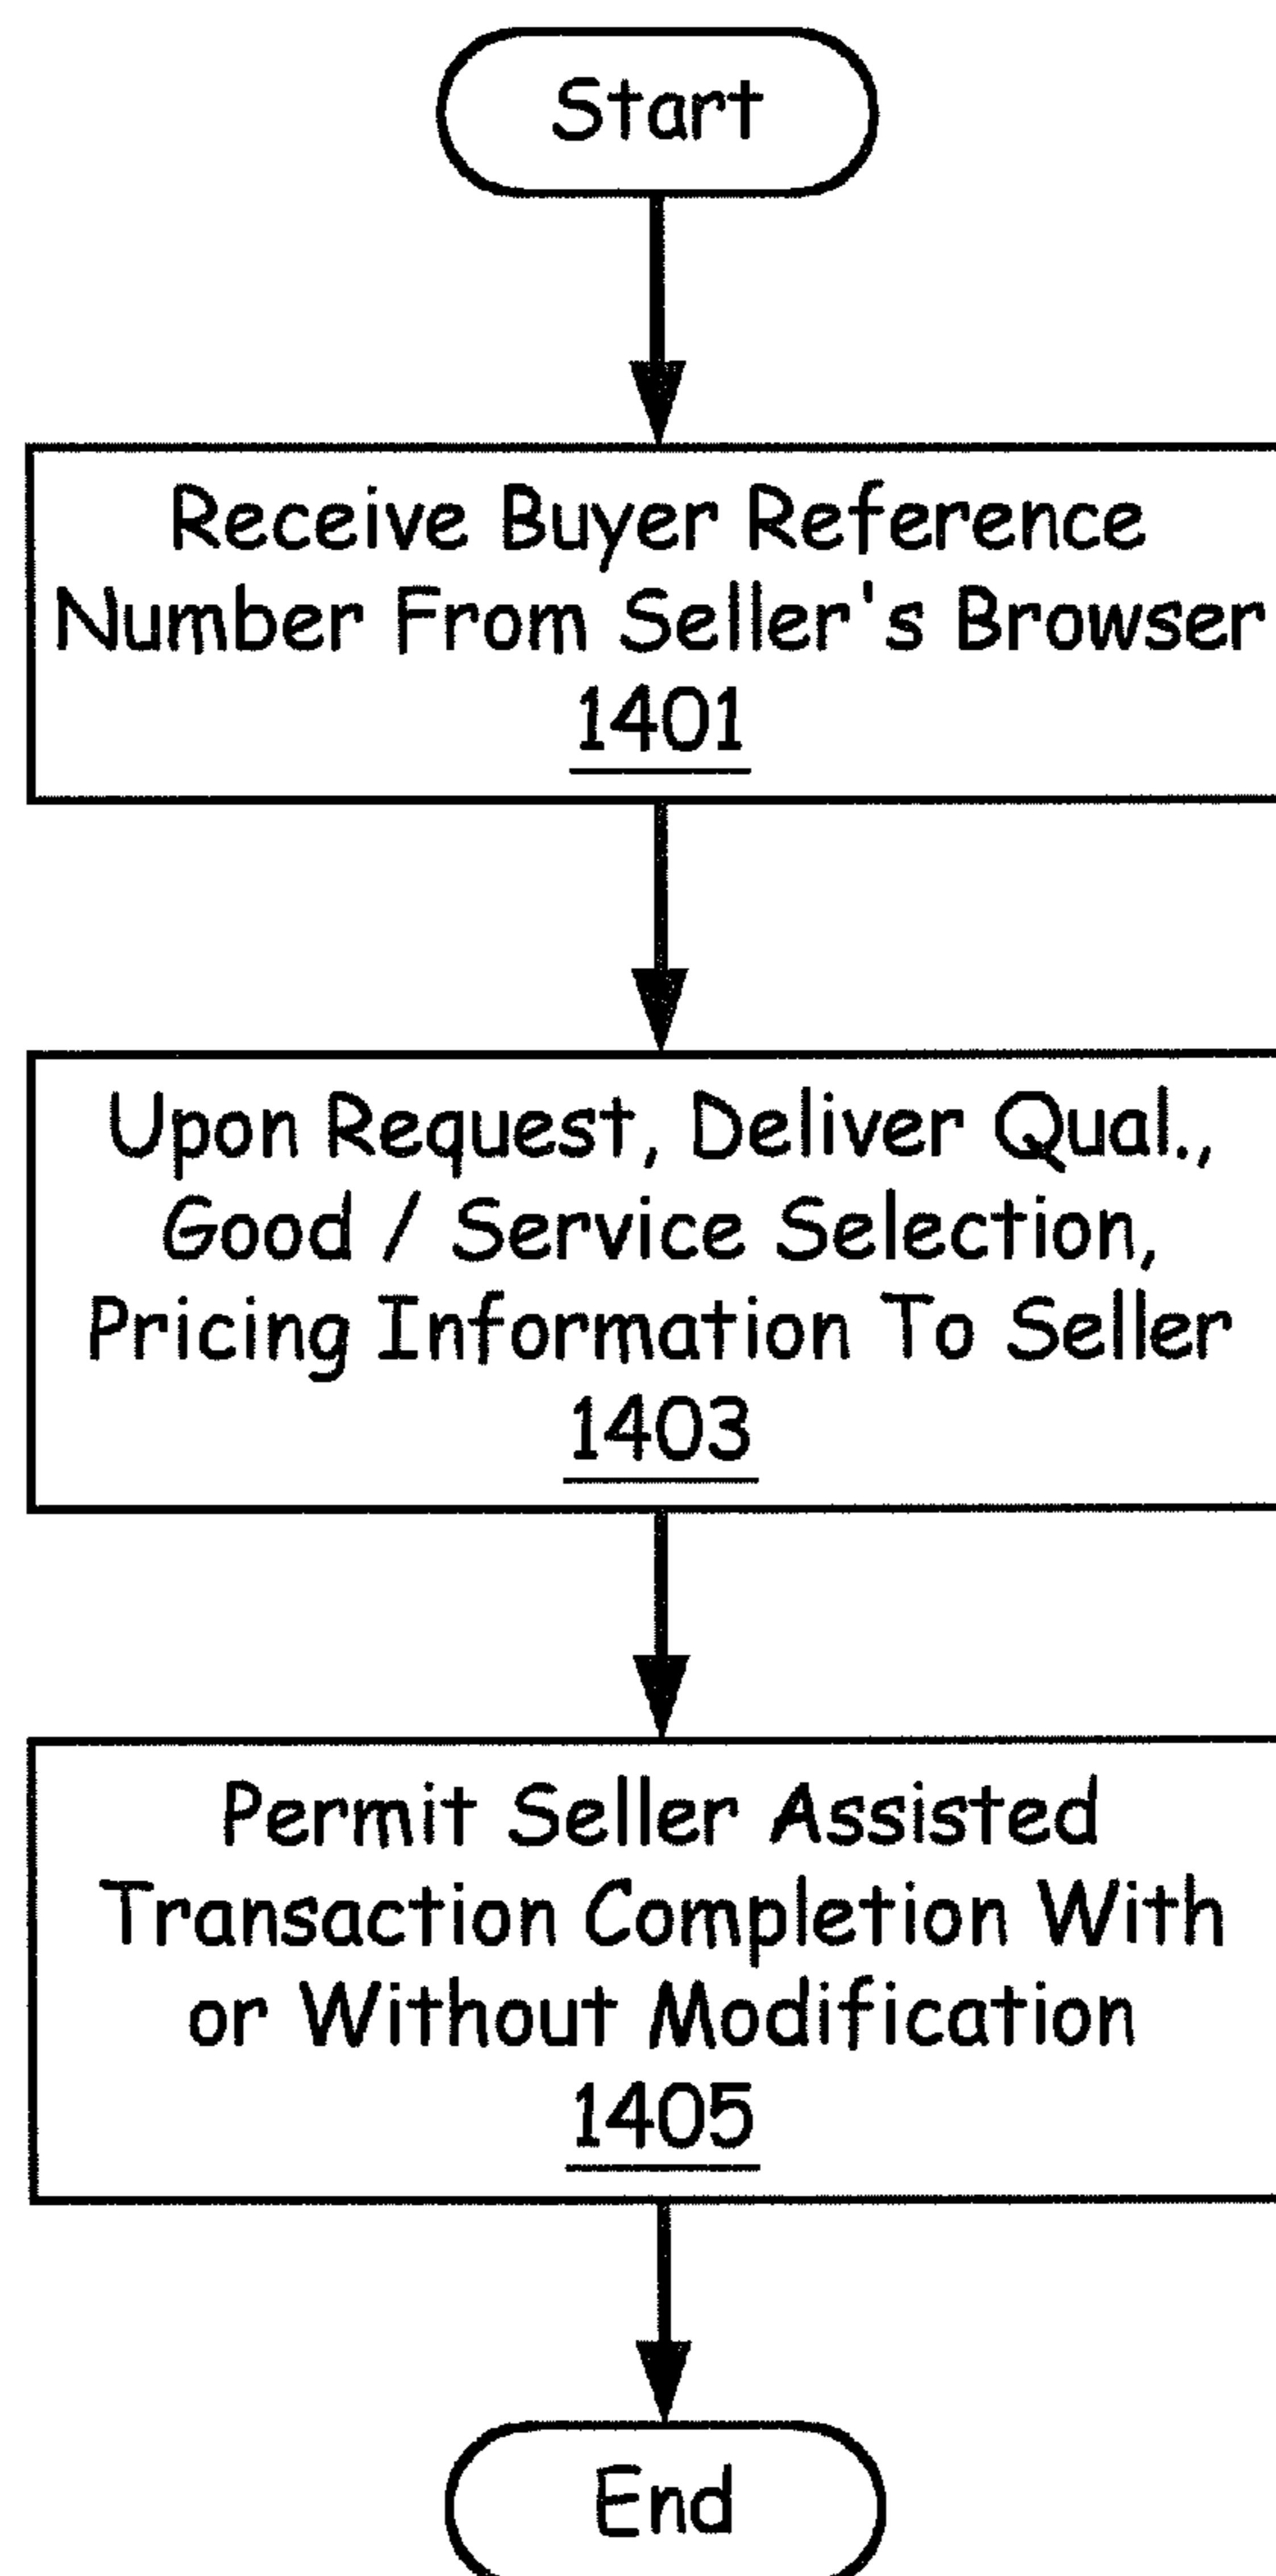 Start
Receive Buyer Reference
Number From Seller's Browser
1401
Upon Request, Deliver Qual.,
Good / Service Selection,
Pricing Information To Seller
1403
Permit Seller Assisted
Transaction Completion With
or Without Modification
1405
End